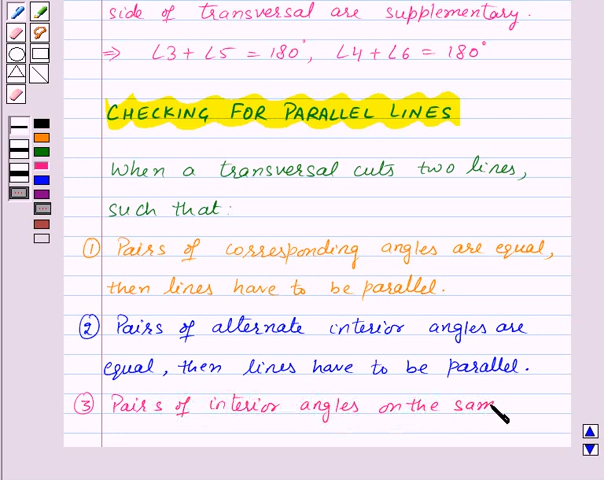 side of transversal are supplementary.
⇒ ∠3 + ∠5 = 180°, ∠4 + ∠6 = 180°
CHECKING FOR PARALLEL LINES
When a transversal cuts two lines,
such that:
① Pairs of corresponding angles are equal,
then lines have to be parallel.
② Pairs of alternate interior angles are
equal, then lines have to be parallel.
③ Pairs of interior angles on the sam